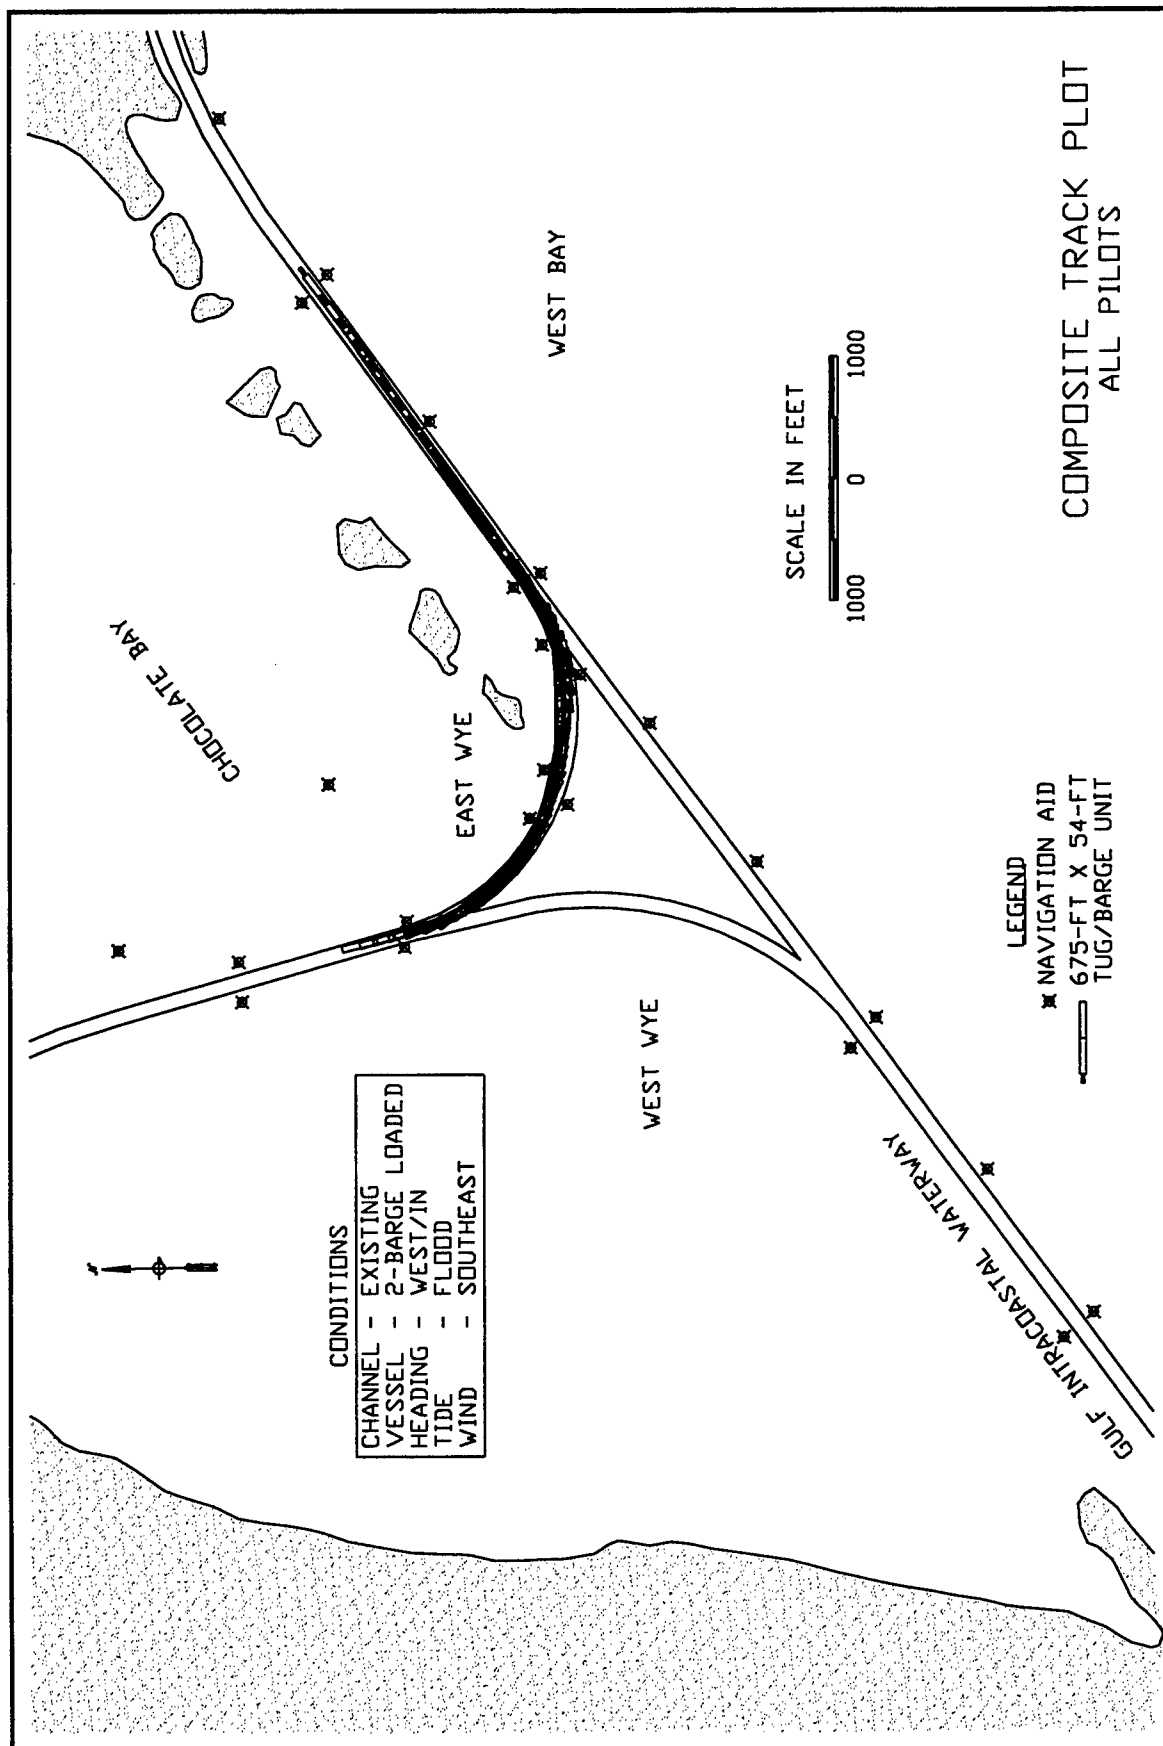 CHOCOLATE BAY
EAST WYE
WEST BAY
WEST WYE
GULF INTRACOASTAL WATERWAY
CONDITIONS
CHANNEL - EXISTING
VESSEL - 2-BARGE LOADED
HEADING - WEST/IN
TIDE - FLOOD
WIND - SOUTHEAST
SCALE IN FEET
1000 0 1000
LEGEND
NAVIGATION AID
675-FT X 54-FT
TUG/BARGE UNIT
COMPOSITE TRACK PLOT
ALL PILOTS